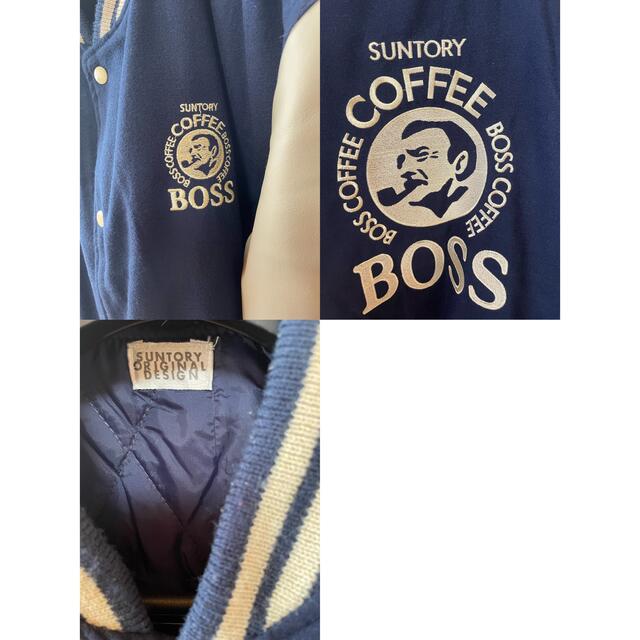 SUNTORY
COFFEE
BOSS COFFEE
BOSS COFFEE
BOSS
SUNTORY
COFFEE
BOSS COFFEE
BOSS COFFEE
BOSS
SUNTORY
ORIGINAL
DESIGN